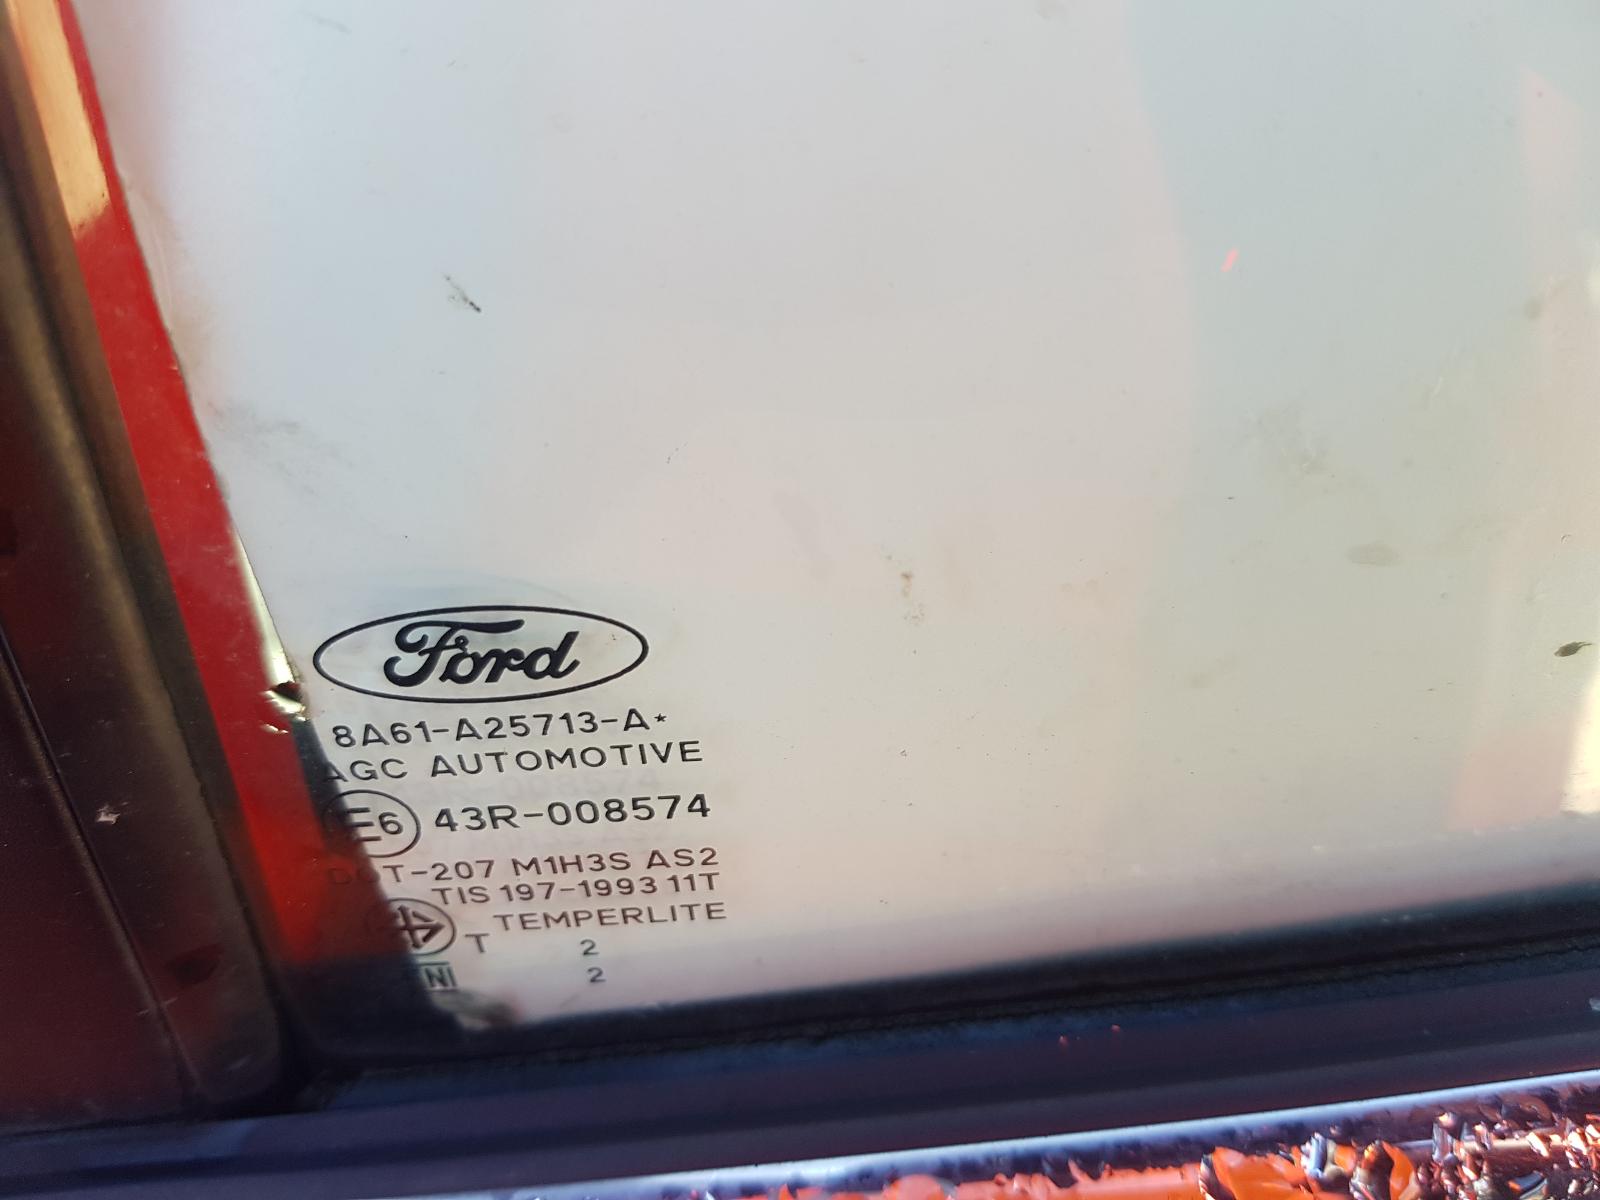 Ford
8A61-A25713-A*
AGC AUTOMOTIVE
E6 43R-008574
DOT-207 M1H3S AS2
TIS 197-1993 11T
TEMPERLITE
T 2
NI 2